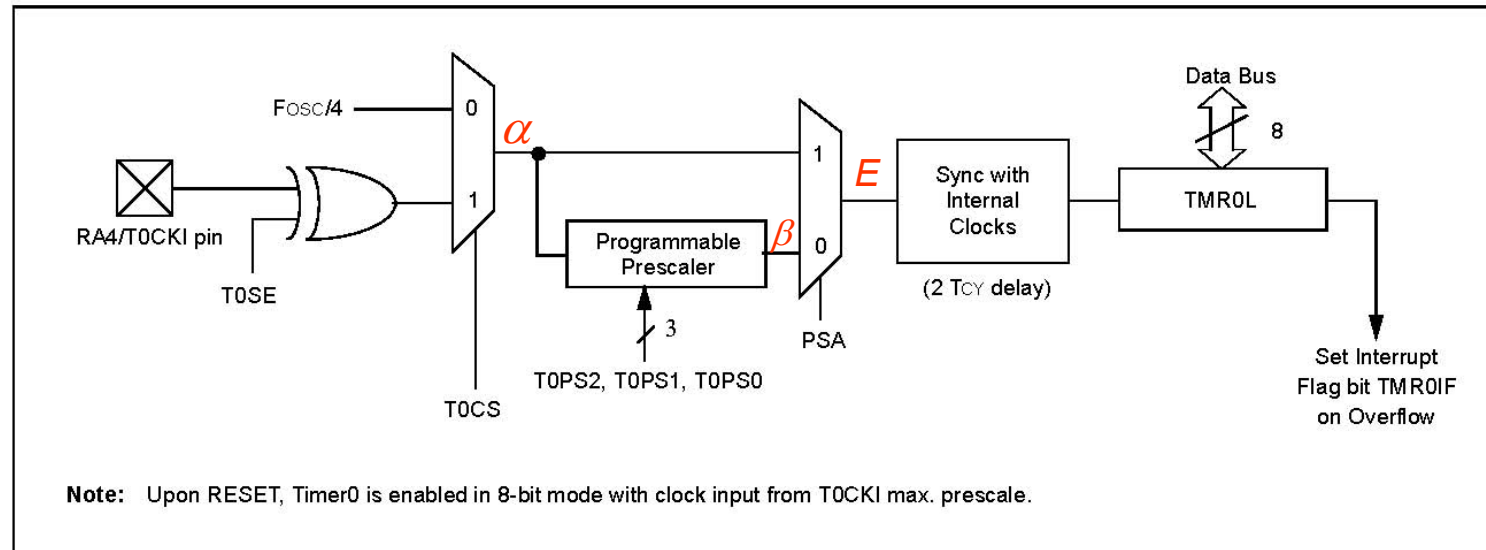 Data Bus
8
FOSC/4
0
α
1
E
Sync with
Internal
Clocks
TMR0L
1
RA4/T0CKI pin
Programmable
Prescaler
β
0
T0SE
(2 TCY delay)
3
PSA
T0PS2, T0PS1, T0PS0
T0CS
Set Interrupt
Flag bit TMR0IF
on Overflow
Note: Upon RESET, Timer0 is enabled in 8-bit mode with clock input from T0CKI max. prescale.